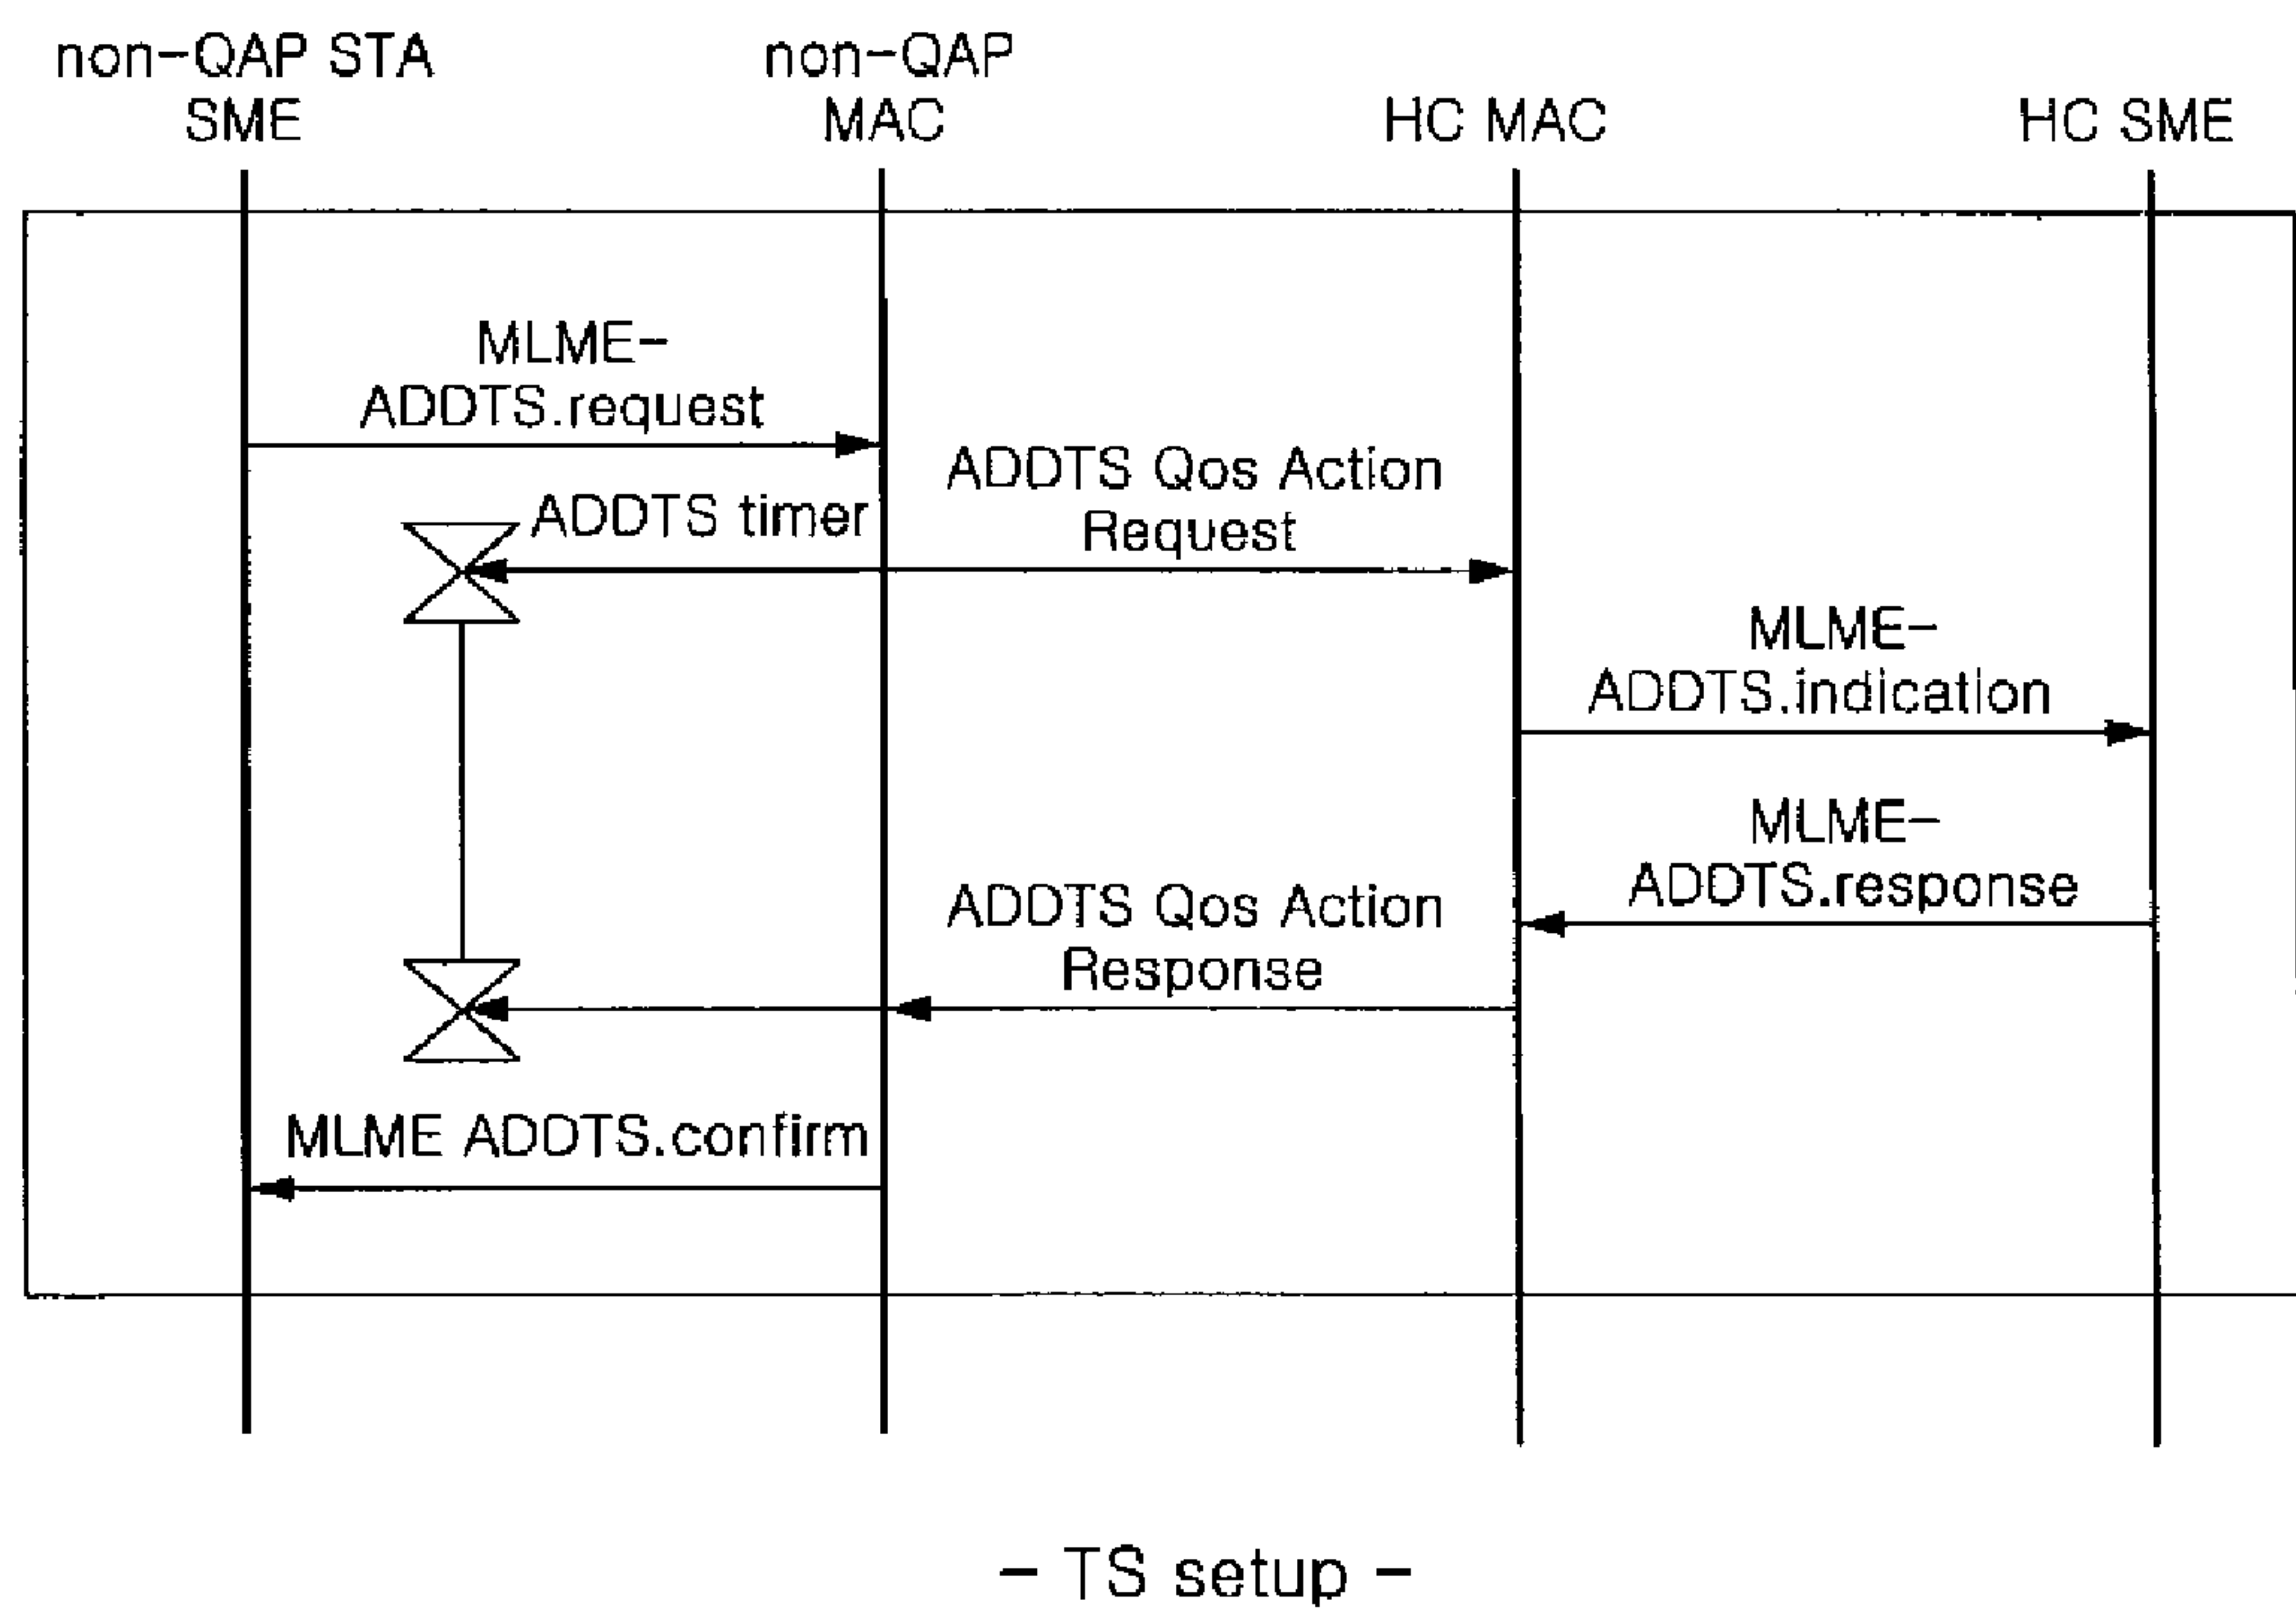 non-QAP STA
SME
non-QAP
MAC
HC MAC
HC SME
MLME-
ADDTS.request
ADDTS timer
ADDTS Qos Action
Request
MLME-
ADDTS.indication
MLME-
ADDTS.response
ADDTS Qos Action
Response
MLME ADDTS.confirm
- TS setup -